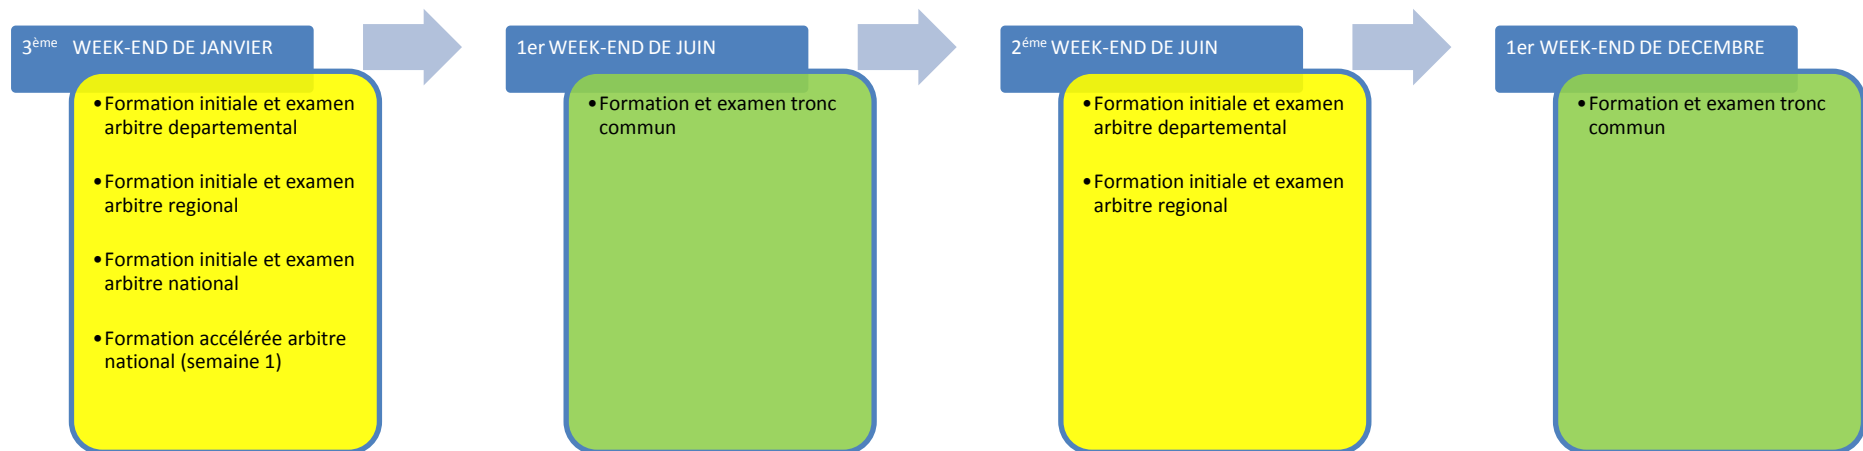 3ème WEEK-END DE JANVIER
•Formation initiale et examen
arbitre departemental
•Formation initiale et examen
arbitre regional
•Formation initiale et examen
arbitre national
•Formation accélérée arbitre
national (semaine 1)
1er WEEK-END DE JUIN
•Formation et examen tronc
commun
2éme WEEK-END DE JUIN
•Formation initiale et examen
arbitre departemental
•Formation initiale et examen
arbitre regional
1er WEEK-END DE DECEMBRE
•Formation et examen tronc
commun